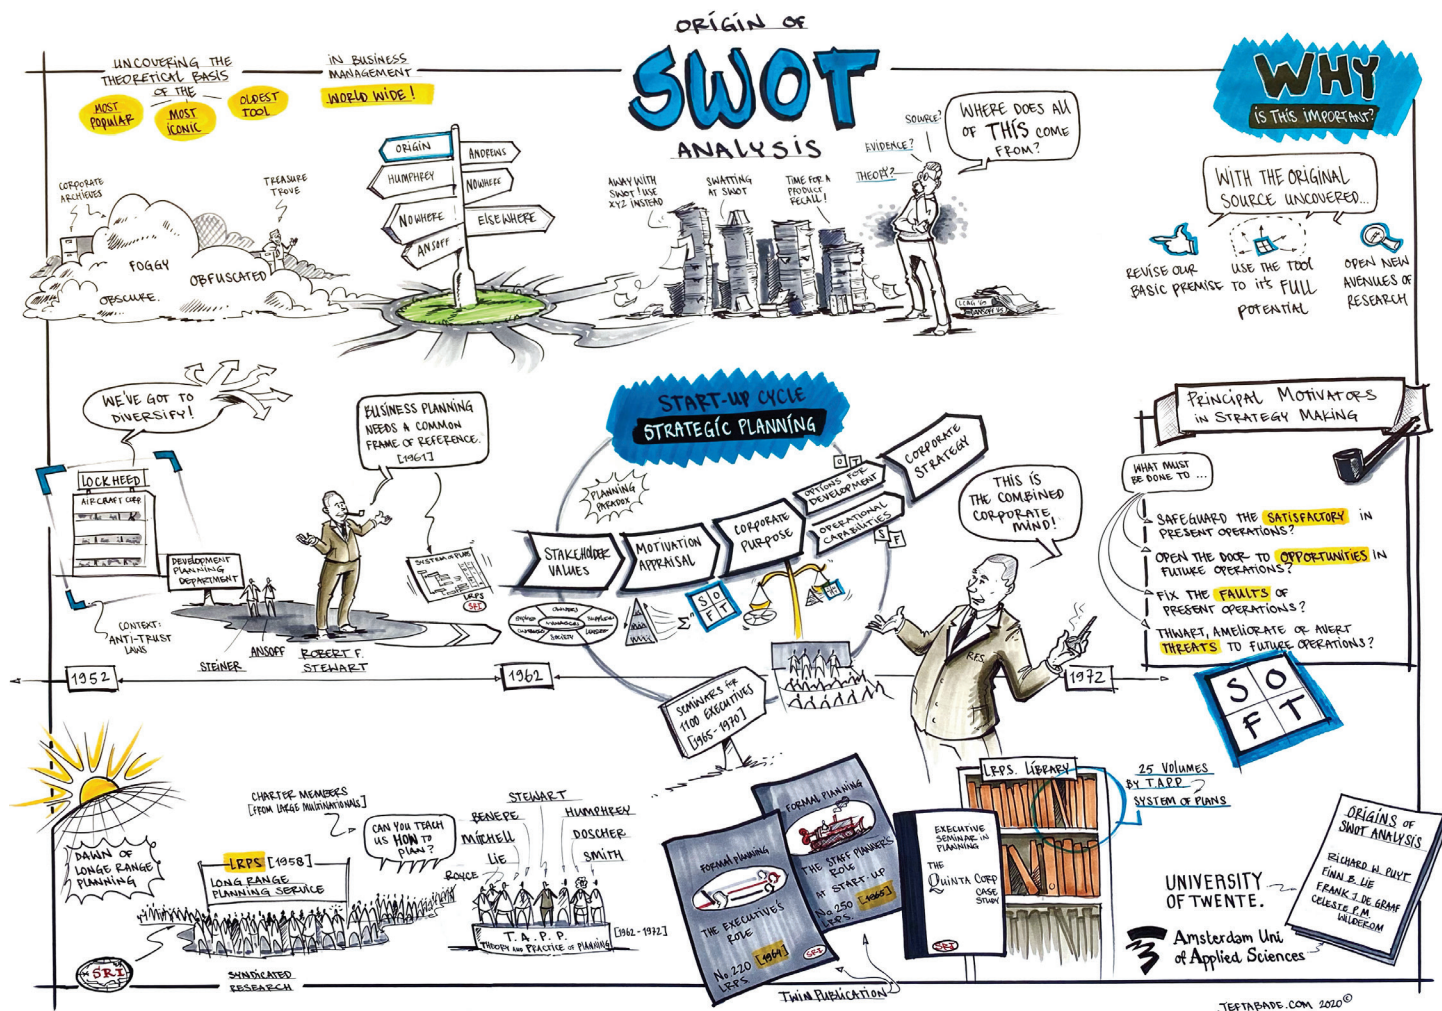 ORIGIN OF
SWOT
ANALYSIS
UNCOVERING THE
THEORETICAL BASIS
OF THE
MOST
POPULAR
MOST
ICONIC
OLDEST
TOOL
IN BUSINESS
MANAGEMENT
WORLD WIDE!
CORPORATE
ARCHIEVES
TREASURE
TROVE
FOGGY
OBFUSCATED
OBSCURE.
ORIGIN
ANDREWS
HUMPHREY
NOWHERE
NOWHERE
ELSEWHERE
ANSOFF
AWAY WITH
SWOT! USE
XYZ INSTEAD
SWATTING
AT SWOT
TIME FOR A
PRODUCT
RECALL!
SOURCE?
EVIDENCE?
THEORY?
WHERE DOES ALL
OF THIS COME
FROM?
LCAG '65
ANSOFF '65
WHY
IS THIS IMPORTANT?
WITH THE ORIGINAL
SOURCE UNCOVERED...
REVISE OUR
BASIC PREMISE
USE THE TOOL
TO IT'S FULL
POTENTIAL
OPEN NEW
AVENUES OF
RESEARCH
WE'VE GOT TO
DIVERSIFY!
LOCKHEED
AIRCRAFT CORP.
DEVELOPMENT
PLANNING
DEPARTMENT
CONTEXT:
ANTI-TRUST
LAWS
STEINER
ANSOFF
ROBERT F.
STEWART
BUSINESS PLANNING
NEEDS A COMMON
FRAME OF REFERENCE.
[1961]
SYSTEM OF PLANS
LRPS
SRI
START-UP CYCLE
STRATEGIC PLANNING
PLANNING
PARADOX
STAKEHOLDER
VALUES
MOTIVATION
APPRAISAL
CORPORATE
PURPOSE
O T
OPTIONS FOR
DEVELOPMENT
OPERATIONAL
CAPABILITIES
S F
CORPORATE
STRATEGY
OWNERS
SUPPLIERS
MANAGERS
CUSTOMERS
SOCIETY
S O
F T
THIS IS
THE COMBINED
CORPORATE
MIND!
R.F.S.
SEMINARS FOR
1100 EXECUTIVES
[1965-1970]
PRINCIPAL MOTIVATORS
IN STRATEGY MAKING
WHAT MUST
BE DONE TO ...
SAFEGUARD THE SATISFACTORY IN
PRESENT OPERATIONS?
OPEN THE DOOR TO OPPORTUNITIES IN
FUTURE OPERATIONS?
FIX THE FAULTS OF
PRESENT OPERATIONS?
THWART, AMELIORATE OR AVERT
THREATS TO FUTURE OPERATIONS?
S O
F T
1952
1962
1972
DAWN OF
LONGE RANGE
PLANNING
SRI
CHARTER MEMBERS
[FROM LARGE MULTINATIONALS]
LRPS [1958]
LONG RANGE
PLANNING SERVICE
SYNDICATED
RESEARCH
CAN YOU TEACH
US HOW TO
PLAN?
STEWART
BENEPE
MITCHELL
LIE
ROYCE
HUMPHREY
DOSCHER
SMITH
T.A.P.P.
THEORY AND PRACTICE OF PLANNING
[1962-1972]
FORMAL PLANNING
THE EXECUTIVE'S
ROLE
No. 220 [1964]
LRPS
SRI
FORMAL PLANNING
THE STAFF PLANNER'S
ROLE
AT START-UP
No. 250 [1965]
LRPS.
TWIN PUBLICATION
EXECUTIVE
SEMINAR IN
PLANNING
THE
QUINTA CORP
CASE
STUDY
SRI
LRPS. LIBRARY
25 VOLUMES
BY T.A.P.P
SYSTEM OF PLANS
UNIVERSITY
OF TWENTE.
Amsterdam Uni
of Applied Sciences
ORIGINS OF
SWOT ANALYSIS
RICHARD W. PUYT
FINN B. LIE
FRANK J. DE GRAAF
CELESTE P.M.
WILDEROM
JEFTABADE.COM 2020©